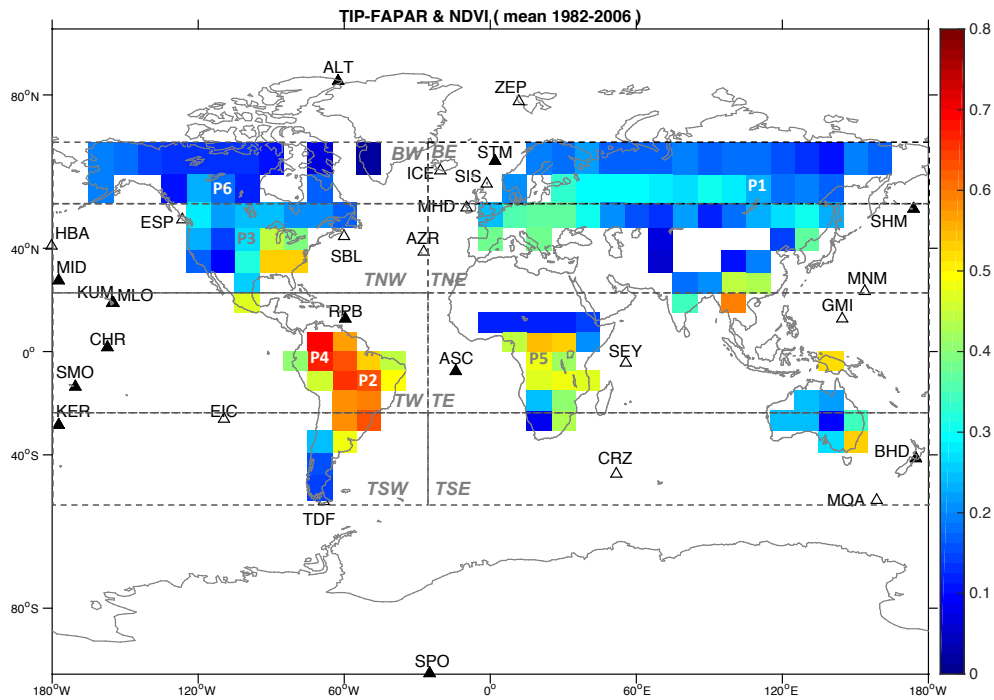 TIP-FAPAR & NDVI ( mean 1982-2006 )
ALT
ZEP
80°N
BW BE
STM
ICE
SIS
P6
P1
MHD
ESP
SHM
HBA
P3
AZR
SBL
40°N
MID
TNW TNE
MNM
KUM MLO
GMI
RPB
CHR
P4
P5
ASC
SEY
0°
SMO
P2
TW TE
KER
EIC
40°S
BHD
CRZ
TSW TSE
MQA
TDF
80°S
SPO
180°W 120°W 60°W 0° 60°E 120°E 180°W
0.8
0.7
0.6
0.5
0.4
0.3
0.2
0.1
0